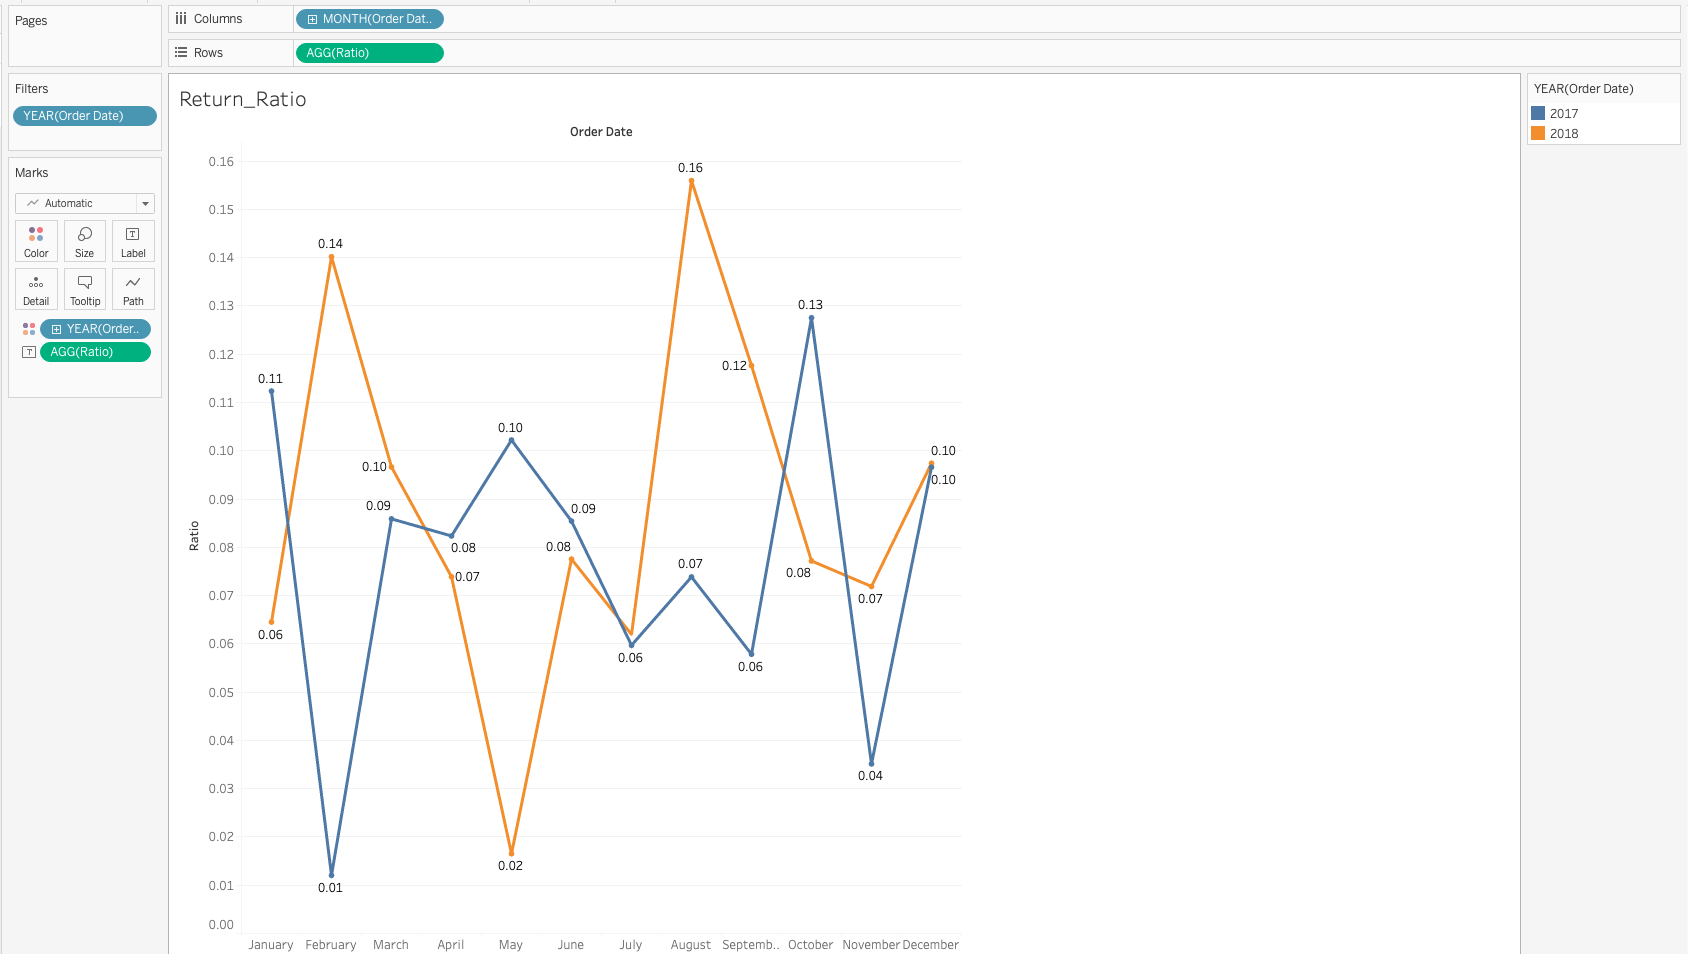 Pages
Columns
MONTH(Order Dat..
Rows
AGG(Ratio)
Filters
YEAR(Order Date)
Marks
Automatic
Color Size Label
Detail Tooltip Path
YEAR(Order..
AGG(Ratio)
Return_Ratio
Order Date
Ratio
0.16
0.15
0.14
0.13
0.12
0.11
0.10
0.09
0.08
0.07
0.06
0.05
0.04
0.03
0.02
0.01
0.00
0.11
0.06
0.14
0.01
0.10
0.09
0.08
0.07
0.10
0.02
0.09
0.08
0.06
0.16
0.07
0.12
0.06
0.13
0.08
0.07
0.04
0.10
0.10
January February March April May June July August Septemb.. October November December
YEAR(Order Date)
2017
2018